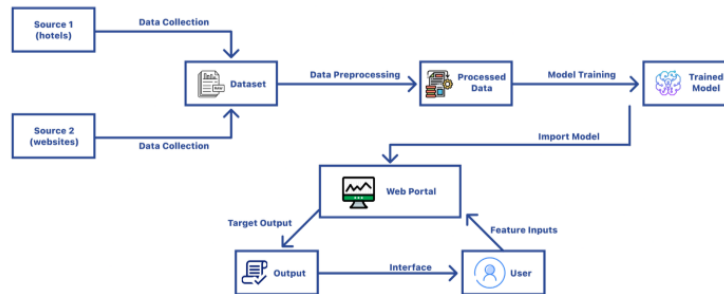 Source 1
(hotels)
Data Collection
Dataset
Data Preprocessing
Processed
Data
Model Training
Trained
Model
Source 2
(websites)
Data Collection
Import Model
Web Portal
Target Output
Feature Inputs
Output
Interface
User